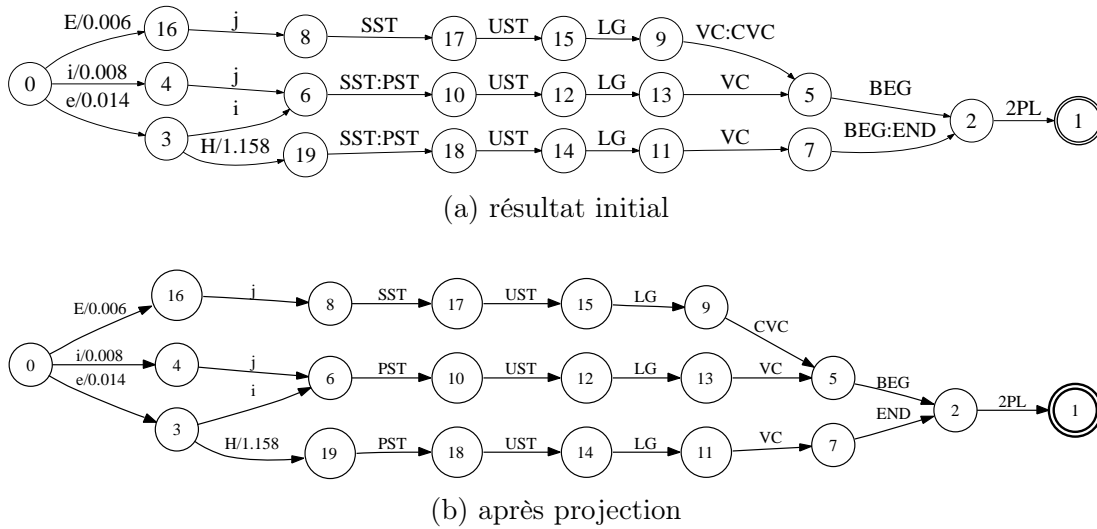 E/0.006 16 j 8 SST 17 UST 15 LG 9 VC:CVC
0 i/0.008 4 j 6 SST:PST 10 UST 12 LG 13 VC 5 BEG 2 2PL 1
e/0.014 3 i
H/1.158 19 SST:PST 18 UST 14 LG 11 VC 7 BEG:END
(a) résultat initial
E/0.006 16 j 8 SST 17 UST 15 LG 9 CVC
0 i/0.008 4 j 6 PST 10 UST 12 LG 13 VC 5 BEG 2 2PL 1
e/0.014 3 i
H/1.158 19 PST 18 UST 14 LG 11 VC 7 END
(b) après projection